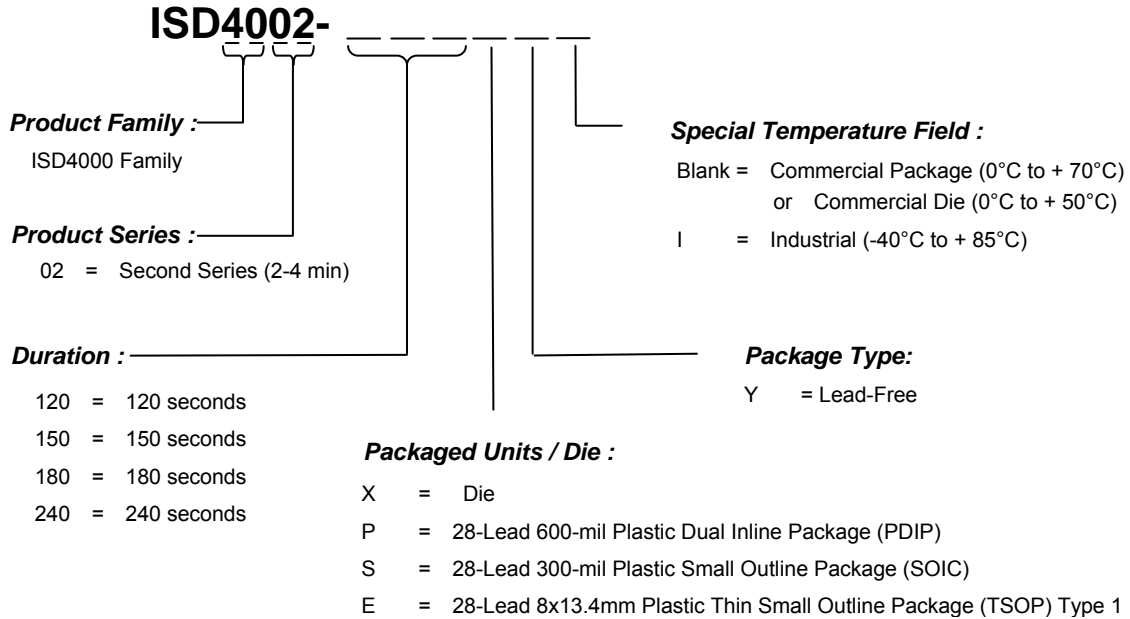 ISD4002- _ _ _ _ _ _
Product Family :
ISD4000 Family
Product Series :
02 = Second Series (2-4 min)
Duration :
120 = 120 seconds
150 = 150 seconds
180 = 180 seconds
240 = 240 seconds
Special Temperature Field :
Blank = Commercial Package (0°C to + 70°C)
or Commercial Die (0°C to + 50°C)
I = Industrial (-40°C to + 85°C)
Package Type:
Y = Lead-Free
Packaged Units / Die :
X = Die
P = 28-Lead 600-mil Plastic Dual Inline Package (PDIP)
S = 28-Lead 300-mil Plastic Small Outline Package (SOIC)
E = 28-Lead 8x13.4mm Plastic Thin Small Outline Package (TSOP) Type 1